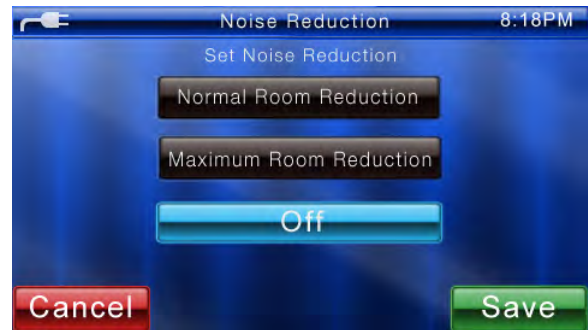 Noise Reduction 8:18PM
Set Noise Reduction
Normal Room Reduction
Maximum Room Reduction
Off
Cancel Save